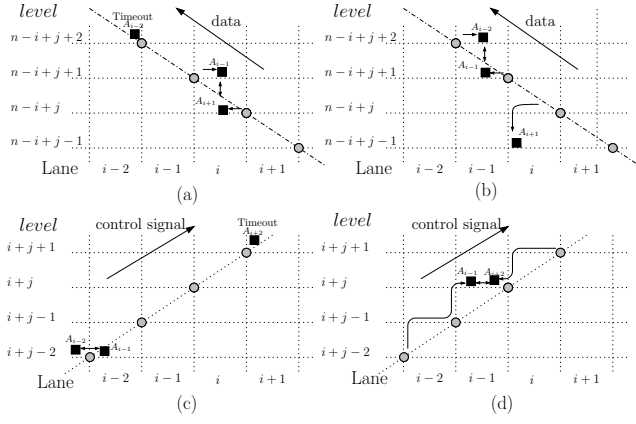 level
Timeout
A_{i-2}
data
n − i + j + 2
A_{i-1}
n − i + j + 1
A_{i+1}
n − i + j
n − i + j − 1
Lane
i − 2
i − 1
i
i + 1
(a)
level
data
n − i + j + 2
A_{i-2}
n − i + j + 1
A_{i-1}
n − i + j
A_{i+1}
n − i + j − 1
Lane
i − 2
i − 1
i
i + 1
(b)
level
control signal
Timeout
A_{i+2}
i + j + 1
i + j
i + j − 1
A_{i-2}
A_{i-1}
i + j − 2
Lane
i − 2
i − 1
i
i + 1
(c)
level
control signal
i + j + 1
A_{i-1}
A_{i+2}
i + j
i + j − 1
i + j − 2
Lane
i − 2
i − 1
i
i + 1
(d)